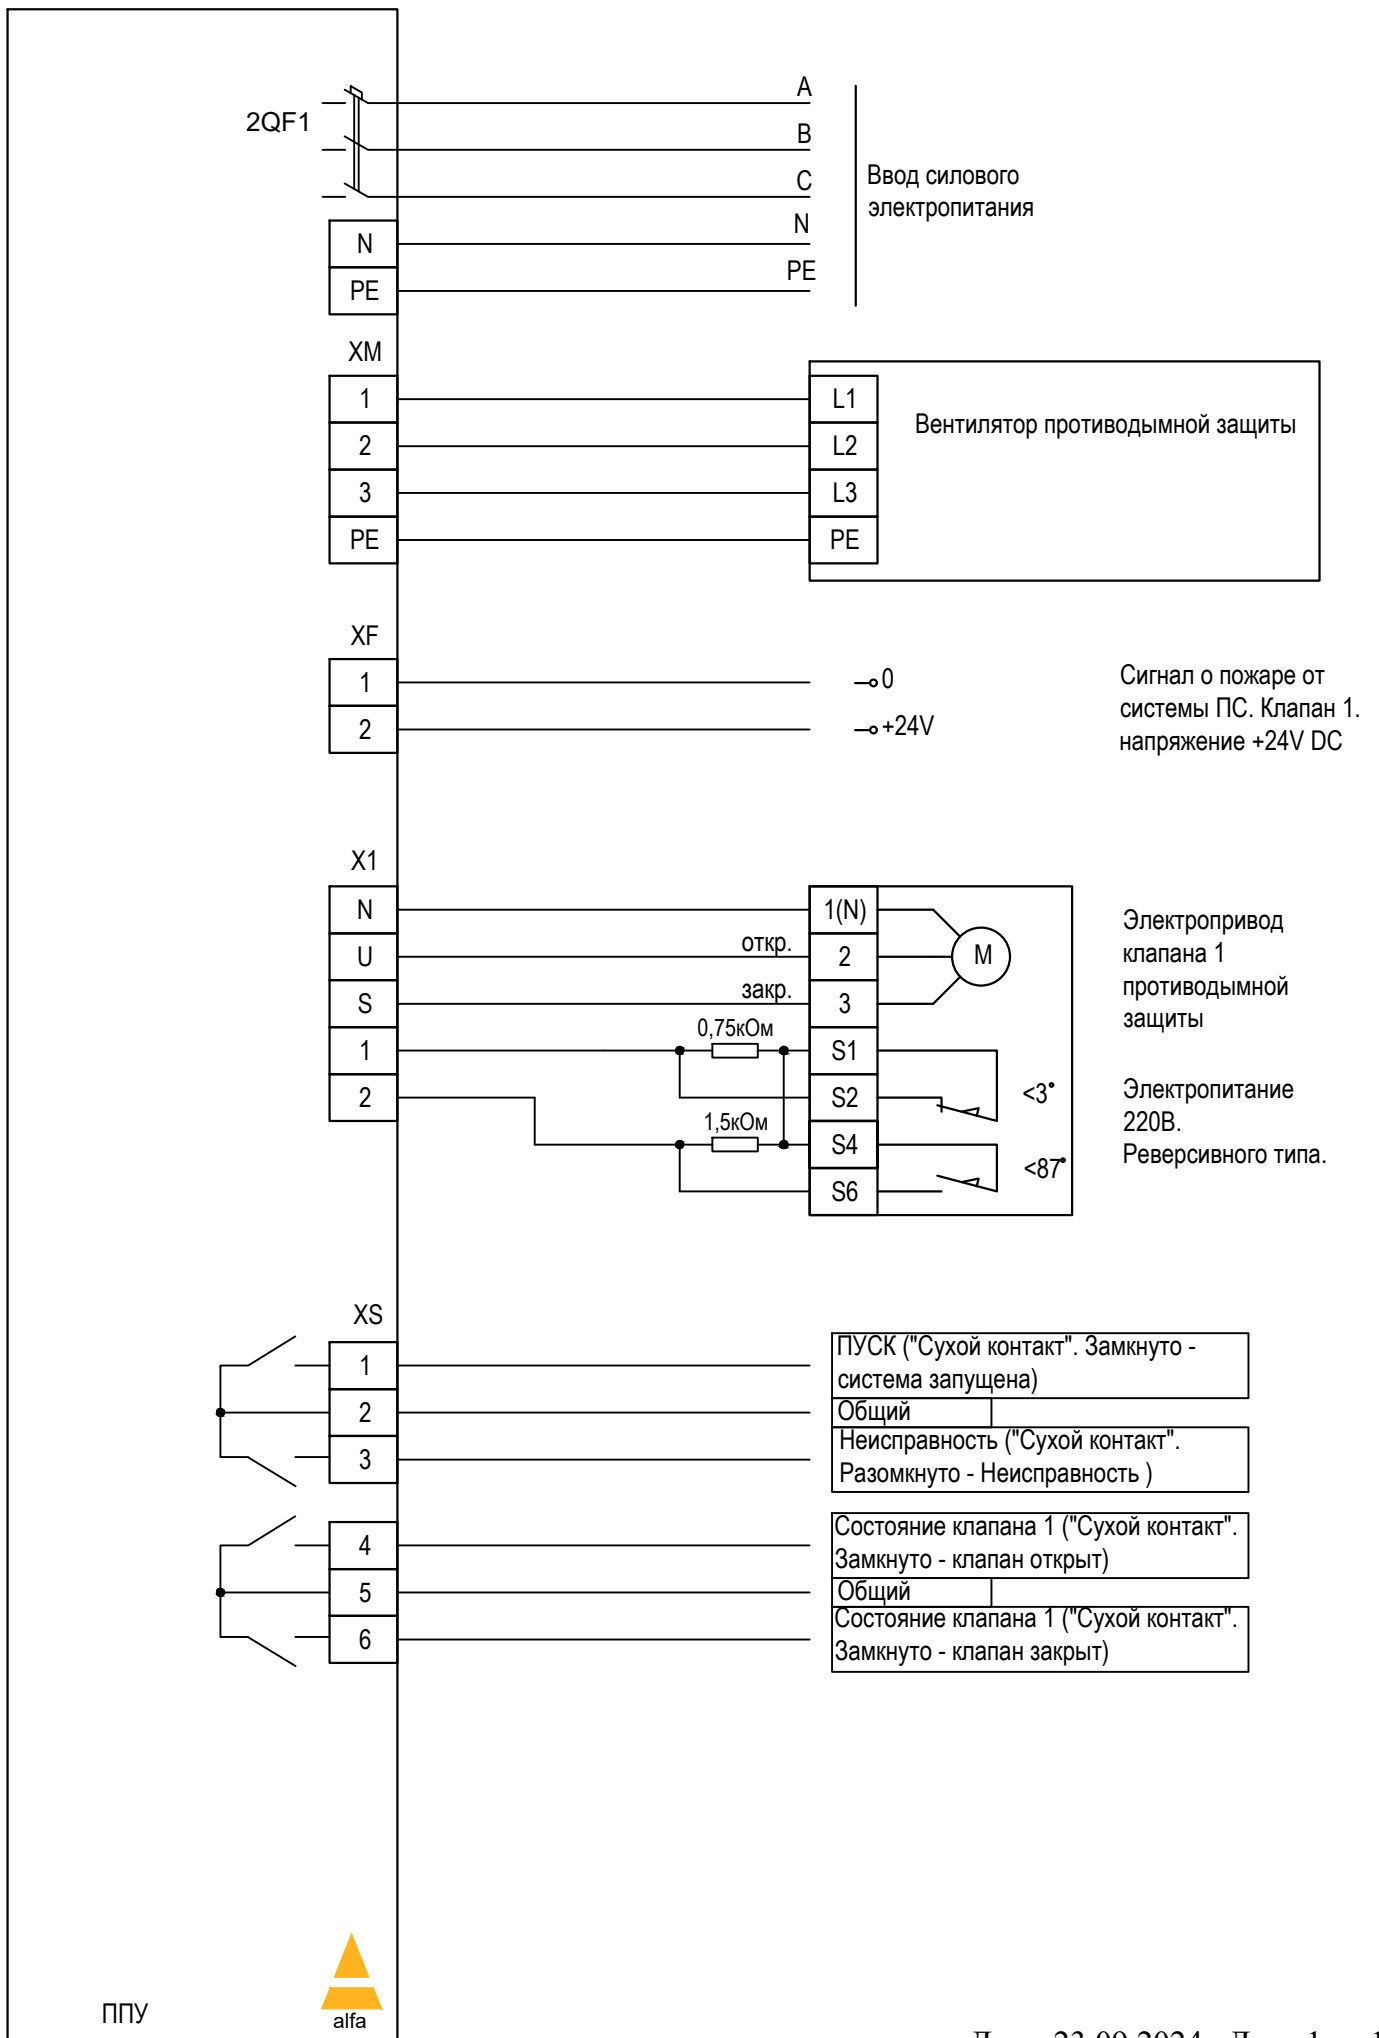 2QF1
A
B
C
N
PE
Ввод силового
электропитания
N
PE
XM
1
2
3
PE
L1
L2
L3
PE
Вентилятор противодымной защиты
XF
1
2
0
+24V
Сигнал о пожаре от
системы ПС. Клапан 1.
напряжение +24V DC
X1
N
U
S
1
2
откр.
закр.
0,75кОм
1,5кОм
1(N)
2
3
S1
S2
S4
S6
M
<3°
<87°
Электропривод
клапана 1
противодымной
защиты
Электропитание
220В.
Реверсивного типа.
XS
1
2
3
4
5
6
ПУСК ("Сухой контакт". Замкнуто -
система запущена)
Общий
Неисправность ("Сухой контакт".
Разомкнуто - Неисправность )
Состояние клапана 1 ("Сухой контакт".
Замкнуто - клапан открыт)
Общий
Состояние клапана 1 ("Сухой контакт".
Замкнуто - клапан закрыт)
ППУ
alfa
23.09.2024